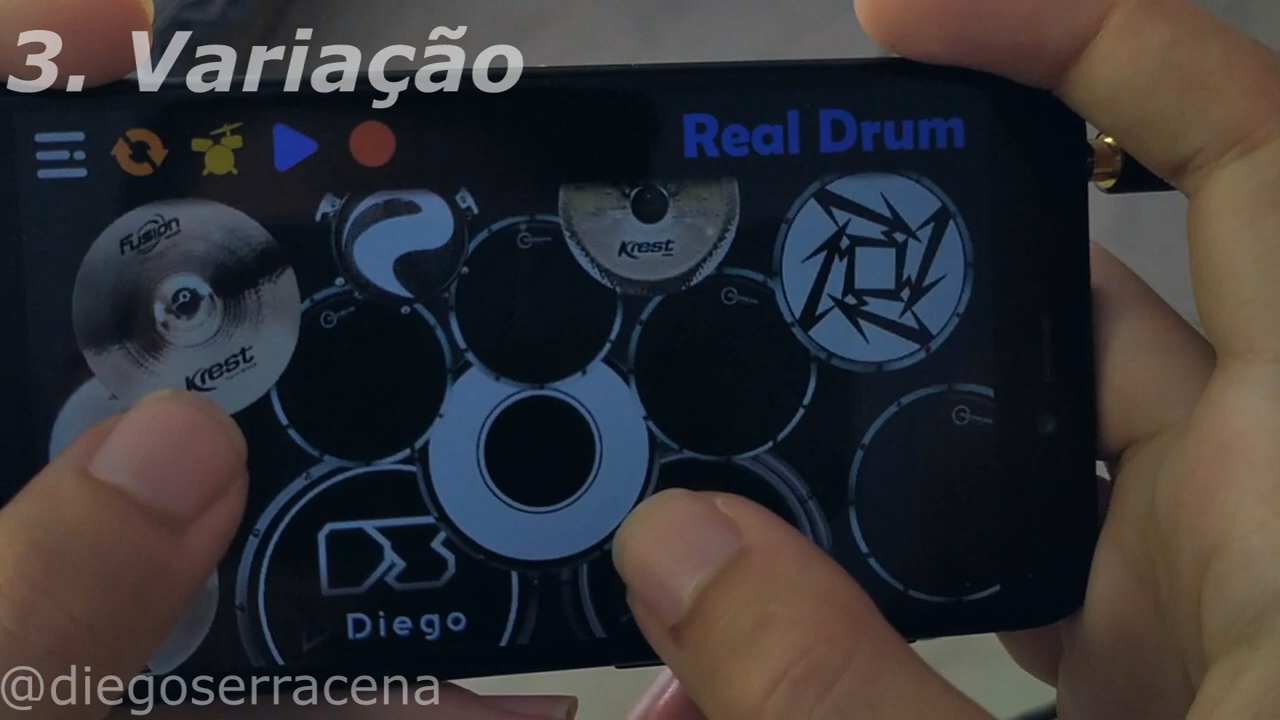 3. Variação
Real Drum
FUSION
Krest
Krest
Diego
@diegoserracena